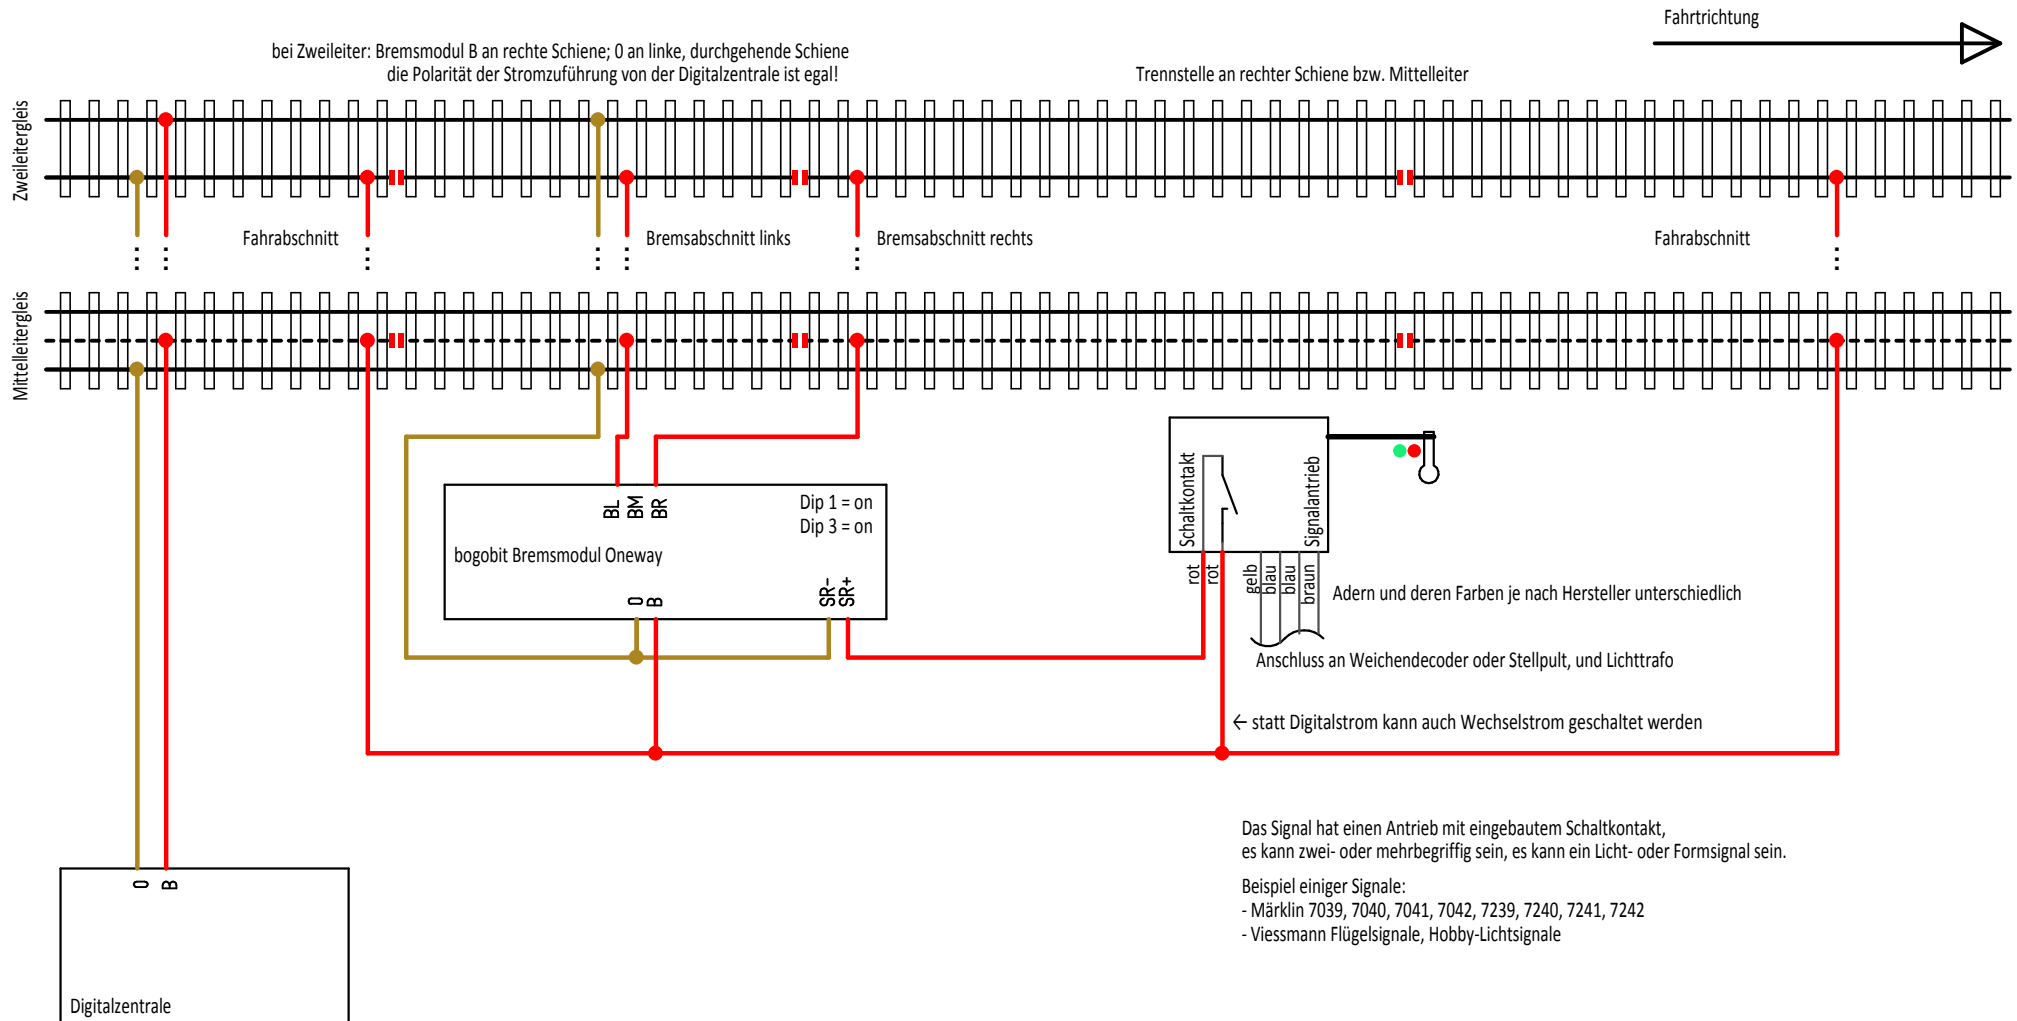 Fahrtrichtung
bei Zweileiter: Bremsmodul B an rechte Schiene; 0 an linke, durchgehende Schiene
die Polarität der Stromzuführung von der Digitalzentrale ist egal!
Trennstelle an rechter Schiene bzw. Mittelleiter
Zweileitergleis
Fahrabschnitt
Bremsabschnitt links
Bremsabschnitt rechts
Fahrabschnitt
Mittelleitergleis
BL
BM
BR
Dip 1 = on
Dip 3 = on
bogobit Bremsmodul Oneway
0
B
SR-
SR+
Schaltkontakt
Signalantrieb
rot
rot
gelb
blau
blau
braun
Adern und deren Farben je nach Hersteller unterschiedlich
Anschluss an Weichendecoder oder Stellpult, und Lichttrafo
← statt Digitalstrom kann auch Wechselstrom geschaltet werden
Das Signal hat einen Antrieb mit eingebautem Schaltkontakt,
es kann zwei- oder mehrbegriffig sein, es kann ein Licht- oder Formsignal sein.
Beispiel einiger Signale:
- Märklin 7039, 7040, 7041, 7042, 7239, 7240, 7241, 7242
- Viessmann Flügelsignale, Hobby-Lichtsignale
0
B
Digitalzentrale